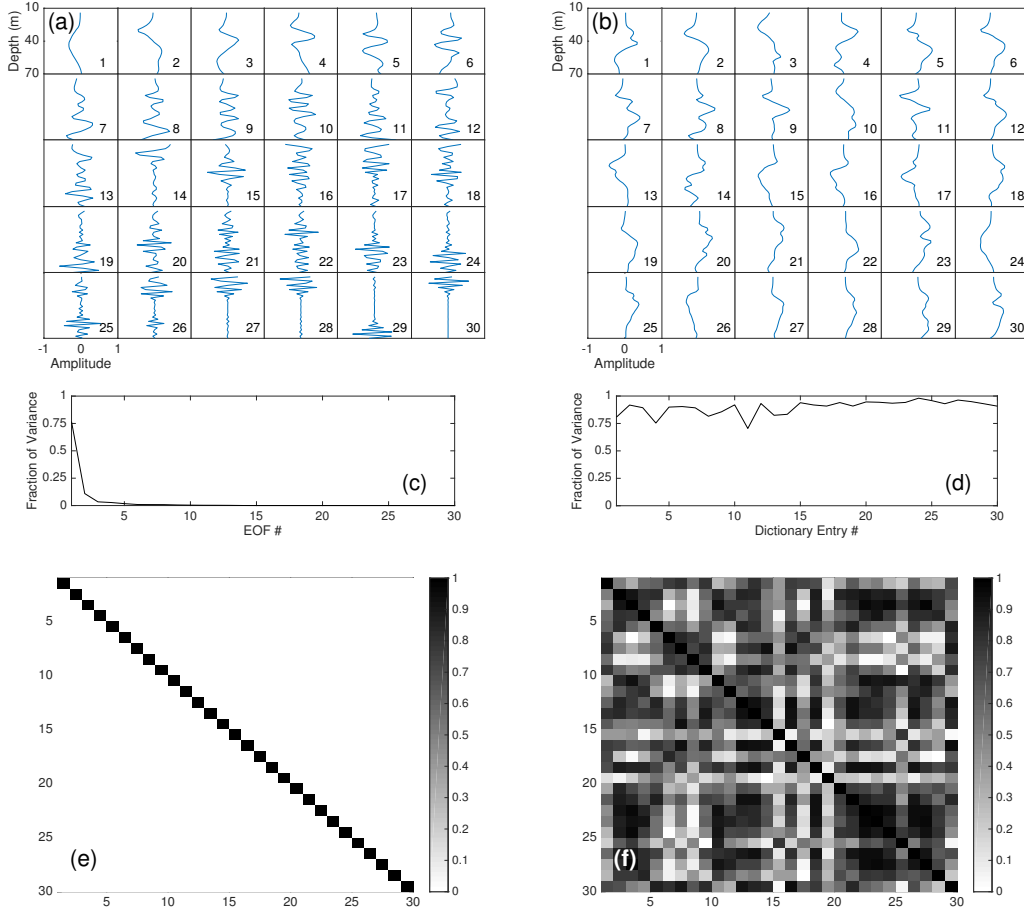 (a)
10
40
70
Depth (m)
1 2 3 4 5 6
7 8 9 10 11 12
13 14 15 16 17 18
19 20 21 22 23 24
25 26 27 28 29 30
-1 0 1
Amplitude
(b)
10
40
70
Depth (m)
1 2 3 4 5 6
7 8 9 10 11 12
13 14 15 16 17 18
19 20 21 22 23 24
25 26 27 28 29 30
-1 0 1
Amplitude
Fraction of Variance
1
0.75
0.5
0.25
0
(c)
5 10 15 20 25 30
EOF #
Fraction of Variance
1
0.75
0.5
0.25
0
(d)
5 10 15 20 25 30
Dictionary Entry #
5
10
15
20
25
30
(e)
5 10 15 20 25 30
1
0.9
0.8
0.7
0.6
0.5
0.4
0.3
0.2
0.1
0
5
10
15
20
25
30
(f)
5 10 15 20 25 30
1
0.9
0.8
0.7
0.6
0.5
0.4
0.3
0.2
0.1
0